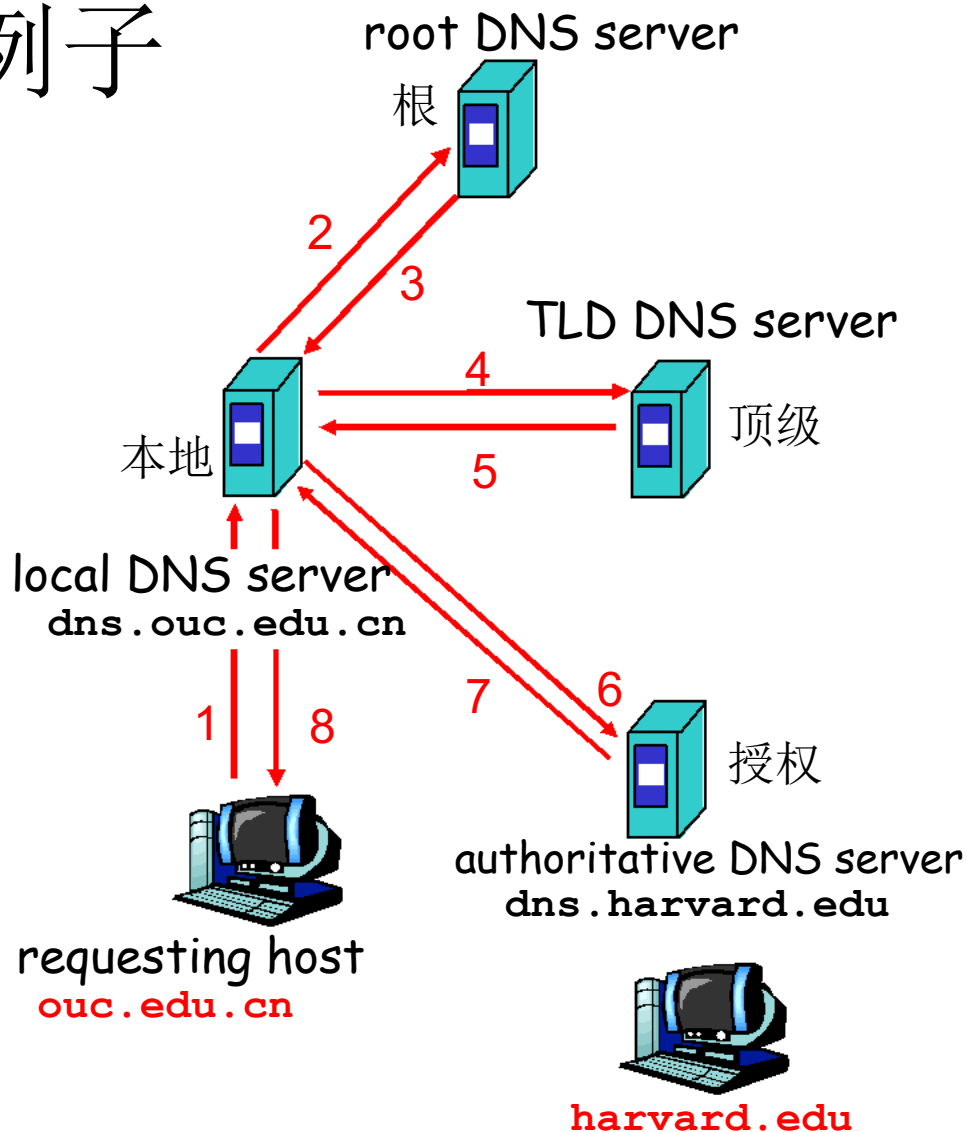 例子
root DNS server
根
2
3
TLD DNS server
4
顶级
本地
5
local DNS server
dns.ouc.edu.cn
7
6
1
8
授权
authoritative DNS server
dns.harvard.edu
requesting host
ouc.edu.cn
harvard.edu